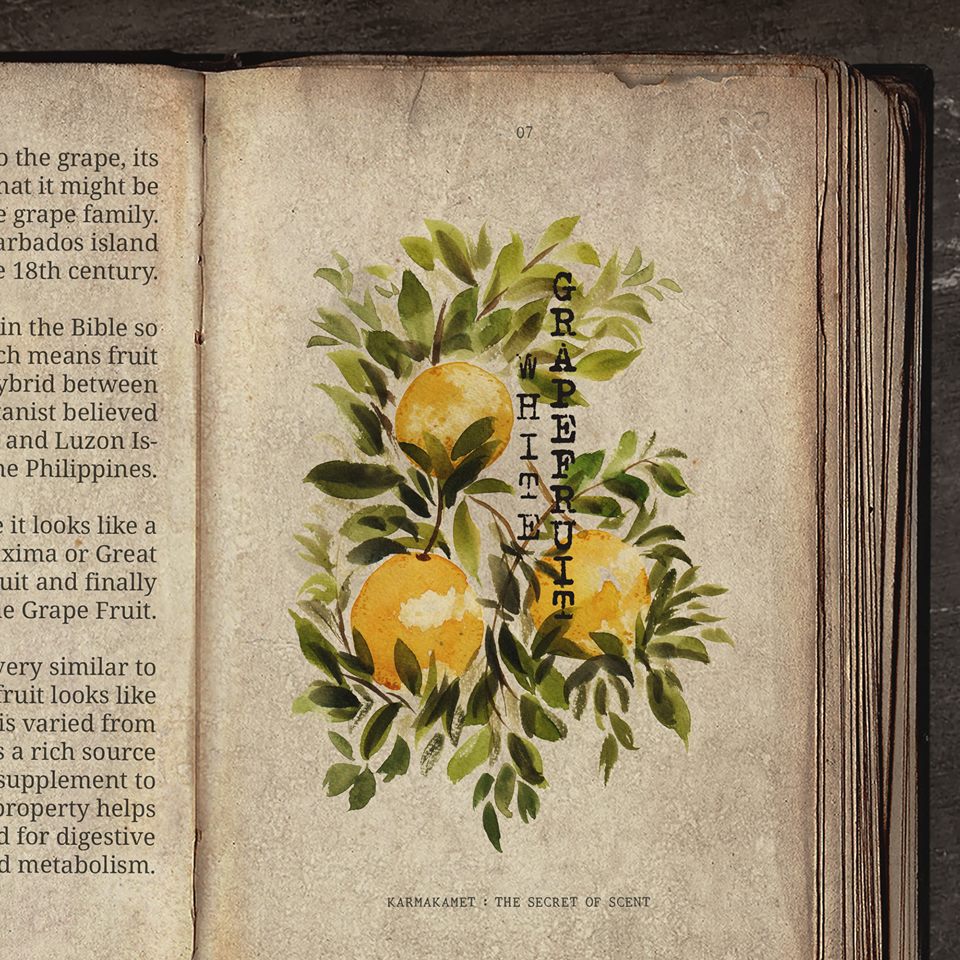 o the grape, its
hat it might be
e grape family.
arbados island
e 18th century.
in the Bible so
ch means fruit
ybrid between
tanist believed
and Luzon Is-
he Philippines.
e it looks like a
xima or Great
uit and finally
le Grape Fruit.
very similar to
fruit looks like
is varied from
s a rich source
supplement to
property helps
d for digestive
d metabolism.
07
WHITE
GRAPEFRUIT
KARMAKAMET : THE SECRET OF SCENT